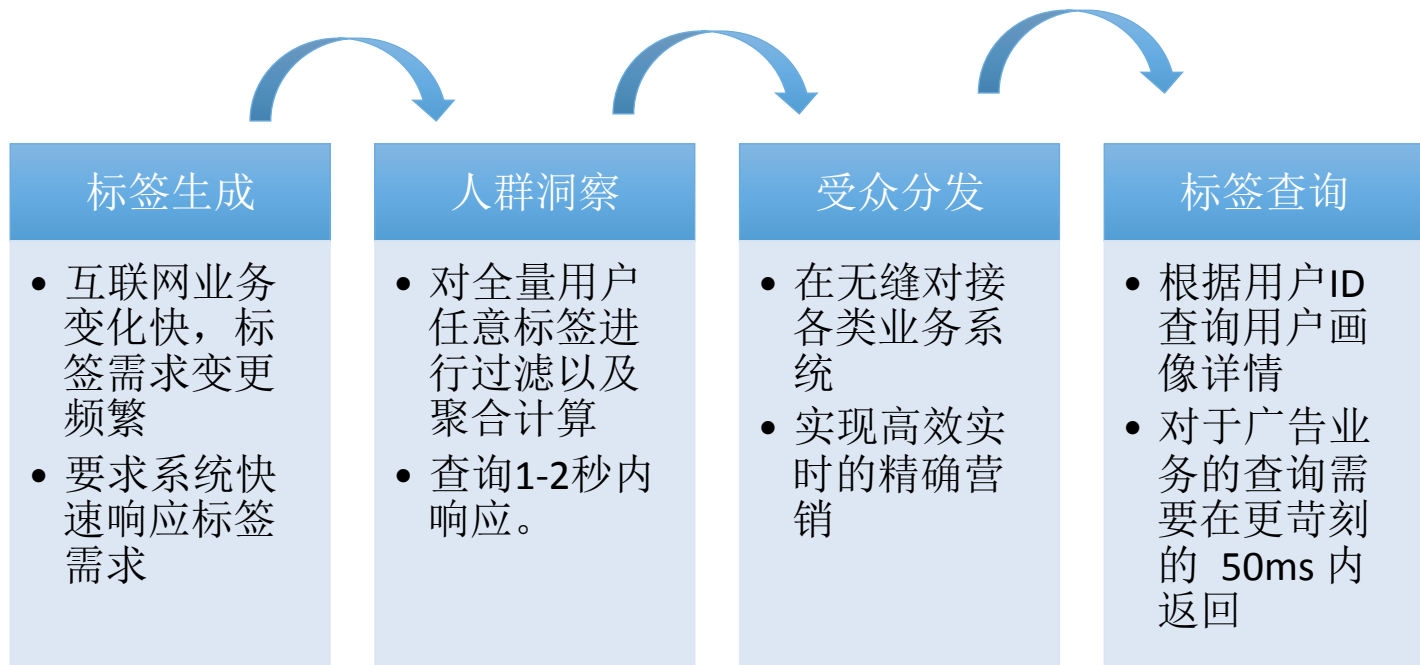 标签生成
• 互联网业务
变化快，标
签需求变更
频繁
• 要求系统快
速响应标签
需求
人群洞察
• 对全量用户
任意标签进
行过滤以及
聚合计算
• 查询1-2秒内
响应。
受众分发
• 在无缝对接
各类业务系
统
• 实现高效实
时的精确营
销
标签查询
• 根据用户ID
查询用户画
像详情
• 对于广告业
务的查询需
要在更苛刻
的 50ms 内
返回